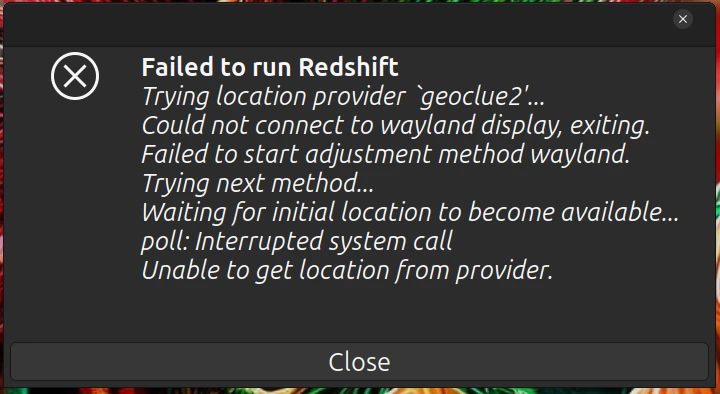 Failed to run Redshift
Trying location provider `geoclue2'...
Could not connect to wayland display, exiting.
Failed to start adjustment method wayland.
Trying next method...
Waiting for initial location to become available...
poll: Interrupted system call
Unable to get location from provider.
Close